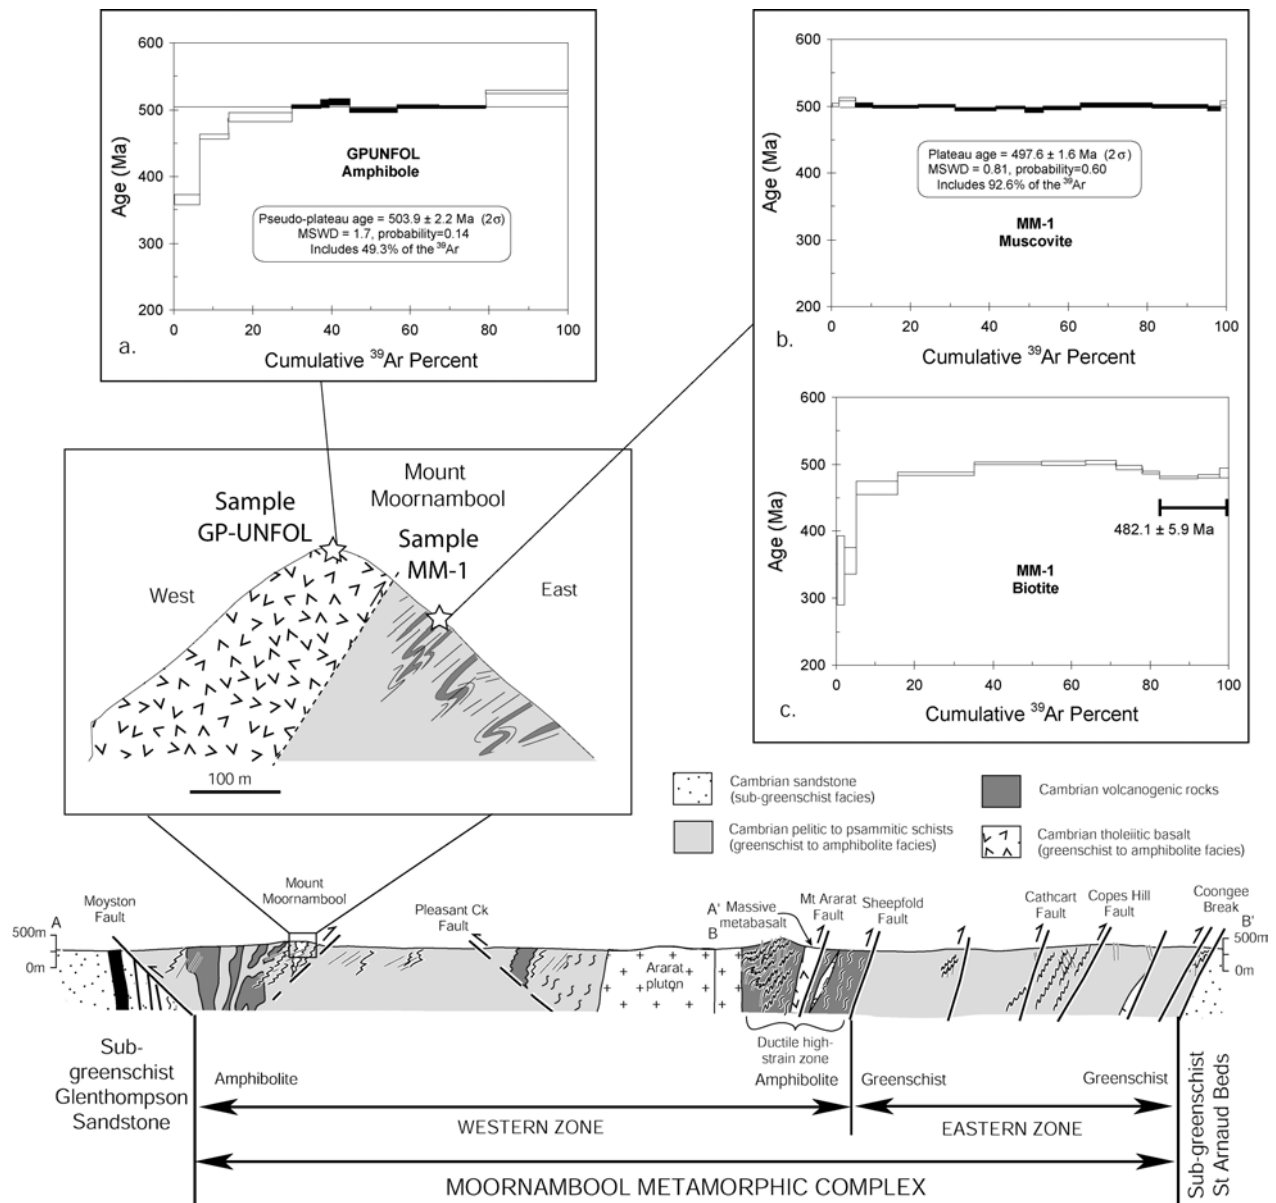 600
500
400
300
200
Age (Ma)
GPUNFOL
Amphibole
Pseudo-plateau age = 503.9 ± 2.2 Ma (2σ)
MSWD = 1.7, probability=0.14
Includes 49.3% of the ³⁹Ar
0 20 40 60 80 100
a.
Cumulative ³⁹Ar Percent
600
500
400
300
200
Age (Ma)
Plateau age = 497.6 ± 1.6 Ma (2σ)
MSWD = 0.81, probability=0.60
Includes 92.6% of the ³⁹Ar
MM-1
Muscovite
0 20 40 60 80 100
b.
Cumulative ³⁹Ar Percent
600
500
400
300
200
Age (Ma)
482.1 ± 5.9 Ma
MM-1
Biotite
0 20 40 60 80 100
c.
Cumulative ³⁹Ar Percent
Mount
Moornambool
Sample
GP-UNFOL
Sample
MM-1
West
East
100 m
Cambrian sandstone
(sub-greenschist facies)
Cambrian pelitic to psammitic schists
(greenschist to amphibolite facies)
Cambrian volcanogenic rocks
Cambrian tholeiitic basalt
(greenschist to amphibolite facies)
A
500m
0m
Moyston
Fault
Mount
Moornambool
Pleasant Ck
Fault
Ararat
pluton
A'
B
Massive
metabasalt
Mt Ararat
Fault
Sheepfold
Fault
Cathcart
Fault
Copes Hill
Fault
Coongee
Break
B'
500m
0m
Ductile high-
strain zone
Sub-
greenschist
Glenthompson
Sandstone
Amphibolite
Amphibolite
Greenschist
Greenschist
WESTERN ZONE
EASTERN ZONE
MOORNAMBOOL METAMORPHIC COMPLEX
Sub-greenschist
St Arnaud Beds